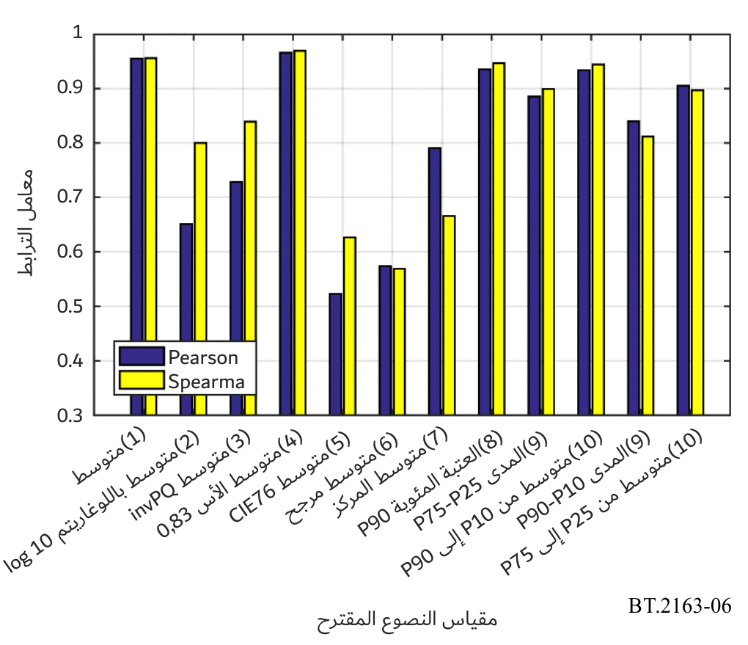 معامل الترابط
1
0.9
0.8
0.7
0.6
0.5
0.4
0.3
Pearson
Spearma
(1)متوسط
(2)متوسط باللوغاريتم log 10
(3)متوسط invPQ
(4)متوسط الأس 0,83
(5)متوسط CIE76
(6)متوسط مرجح
(7)متوسط المركز
(8)العتبة المئوية P90
(9)المدى P75-P25
(10)متوسط من P10 إلى P90
(9)المدى P90-P10
(10)متوسط من P25 إلى P75
BT.2163-06
مقياس النصوع المقترح